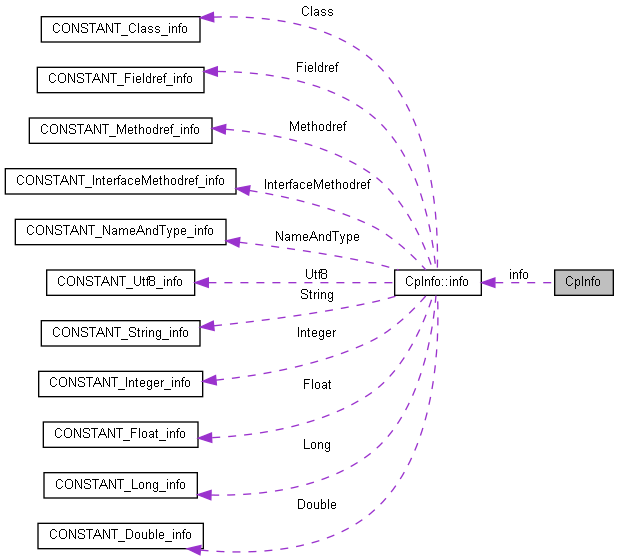 Class
CONSTANT_Class_info
Fieldref
CONSTANT_Fieldref_info
Methodref
CONSTANT_Methodref_info
InterfaceMethodref
CONSTANT_InterfaceMethodref_info
NameAndType
CONSTANT_NameAndType_info
Utf8
CONSTANT_Utf8_info
CpInfo::info
info
CpInfo
String
CONSTANT_String_info
Integer
CONSTANT_Integer_info
Float
CONSTANT_Float_info
Long
CONSTANT_Long_info
Double
CONSTANT_Double_info